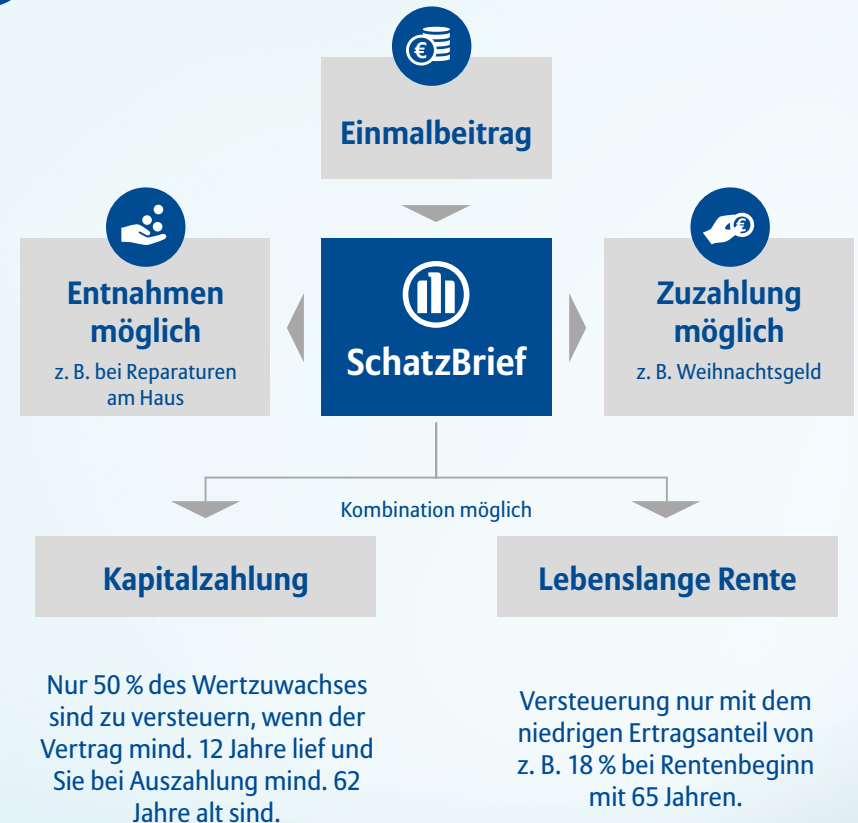 Einmalbeitrag
Entnahmen
möglich
z. B. bei Reparaturen
am Haus
SchatzBrief
Zuzahlung
möglich
z. B. Weihnachtsgeld
Kombination möglich
Kapitalzahlung
Lebenslange Rente
Nur 50 % des Wertzuwachses
sind zu versteuern, wenn der
Vertrag mind. 12 Jahre lief und
Sie bei Auszahlung mind. 62
Jahre alt sind.
Versteuerung nur mit dem
niedrigen Ertragsanteil von
z. B. 18 % bei Rentenbeginn
mit 65 Jahren.